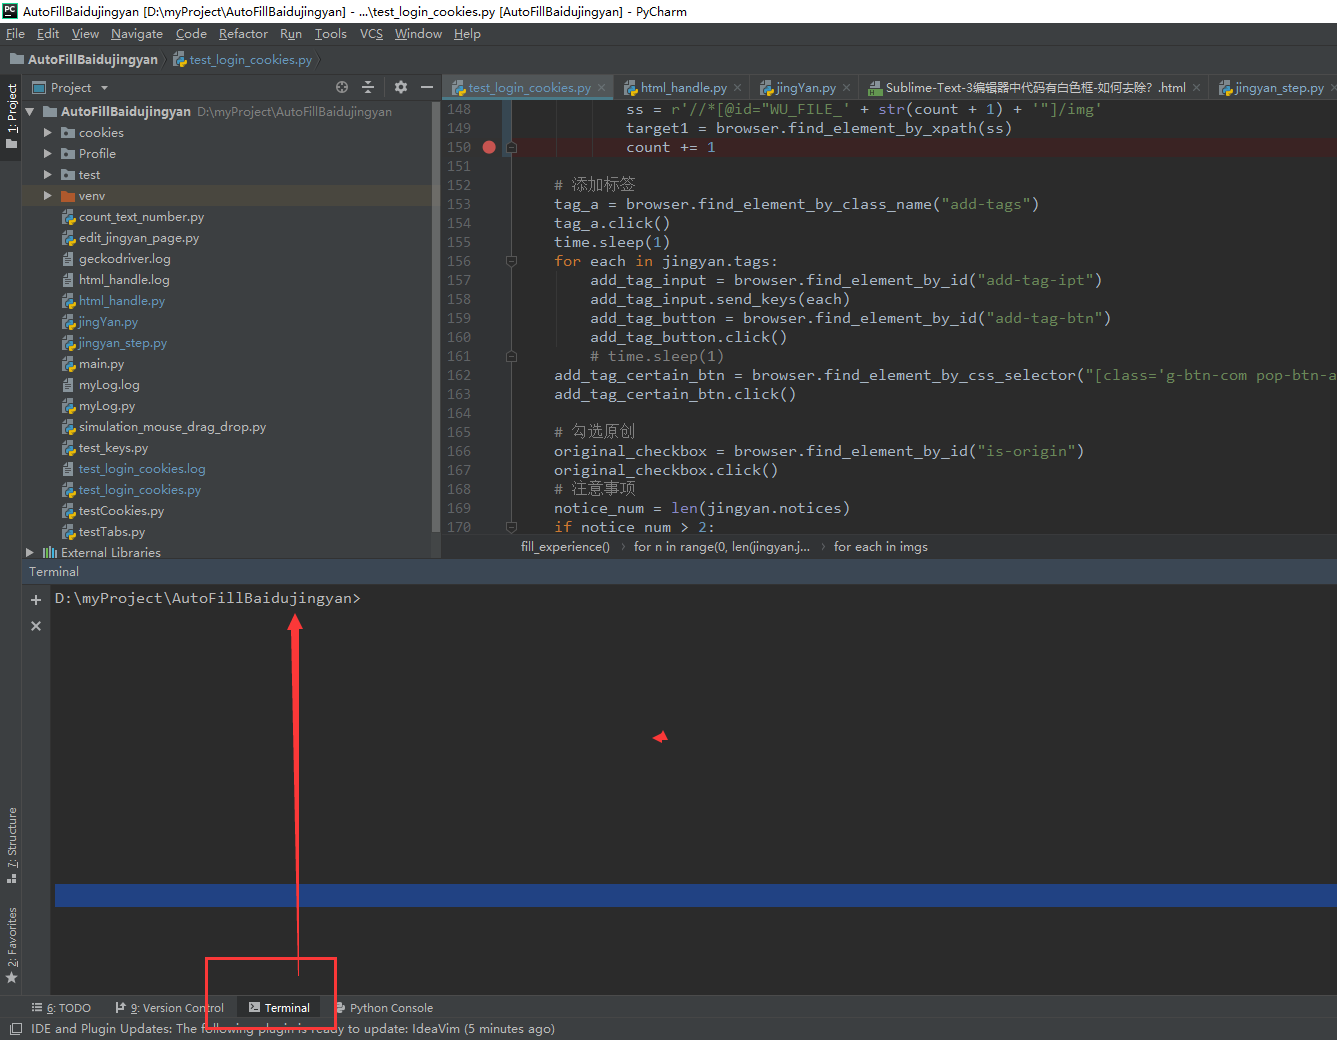 AutoFillBaidujingyan [D:\myProject\AutoFillBaidujingyan] - ...\test_login_cookies.py [AutoFillBaidujingyan] - PyCharm
File Edit View Navigate Code Refactor Run Tools VCS Window Help
AutoFillBaidujingyan test_login_cookies.py
1: Project
Project
test_login_cookies.py html_handle.py jingYan.py Sublime-Text-3编辑器中代码有白色框-如何去除? .html jingyan_step.py
AutoFillBaidujingyan D:\myProject\AutoFillBaidujingyan
cookies
Profile
test
venv
count_text_number.py
edit_jingyan_page.py
geckodriver.log
html_handle.log
html_handle.py
jingYan.py
jingyan_step.py
main.py
myLog.log
myLog.py
simulation_mouse_drag_drop.py
test_keys.py
test_login_cookies.log
test_login_cookies.py
testCookies.py
testTabs.py
External Libraries
148 ss = r'//*[@id="WU_FILE_' + str(count + 1) + '"]/img'
149 target1 = browser.find_element_by_xpath(ss)
150 count += 1
151
152 # 添加标签
153 tag_a = browser.find_element_by_class_name("add-tags")
154 tag_a.click()
155 time.sleep(1)
156 for each in jingyan.tags:
157 add_tag_input = browser.find_element_by_id("add-tag-ipt")
158 add_tag_input.send_keys(each)
159 add_tag_button = browser.find_element_by_id("add-tag-btn")
160 add_tag_button.click()
161 # time.sleep(1)
162 add_tag_certain_btn = browser.find_element_by_css_selector("[class='g-btn-com pop-btn-a
163 add_tag_certain_btn.click()
164
165 # 勾选原创
166 original_checkbox = browser.find_element_by_id("is-origin")
167 original_checkbox.click()
168 # 注意事项
169 notice_num = len(jingyan.notices)
170 if notice_num > 2:
fill_experience() for n in range(0, len(jingyan.j... for each in imgs
Terminal
D:\myProject\AutoFillBaidujingyan>
7: Structure
2: Favorites
6: TODO 9: Version Control Terminal Python Console
IDE and Plugin Updates: The following plugin is ready to update: IdeaVim (5 minutes ago)